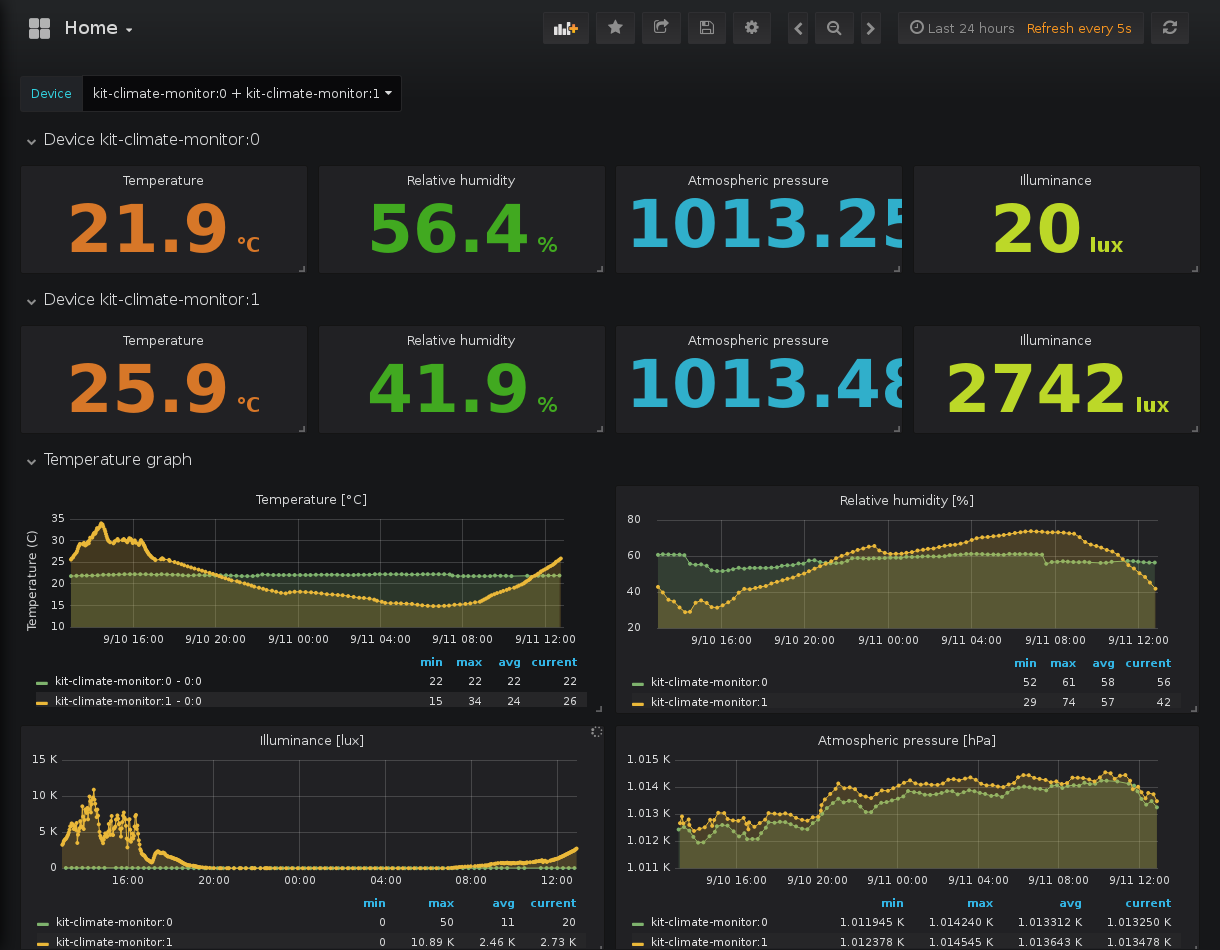 Home
Last 24 hours Refresh every 5s
Device kit-climate-monitor:0 + kit-climate-monitor:1
Device kit-climate-monitor:0
Temperature Relative humidity Atmospheric pressure Illuminance
21.9 °C 56.4 % 1013.25 20 lux
Device kit-climate-monitor:1
Temperature Relative humidity Atmospheric pressure Illuminance
25.9 °C 41.9 % 1013.48 2742 lux
Temperature graph
Temperature [°C]
Temperature (C)
35
30
25
20
15
10
9/10 16:00 9/10 20:00 9/11 00:00 9/11 04:00 9/11 08:00 9/11 12:00
min max avg current
kit-climate-monitor:0 - 0:0 22 22 22 22
kit-climate-monitor:1 - 0:0 15 34 24 26
Relative humidity [%]
80
60
40
20
9/10 16:00 9/10 20:00 9/11 00:00 9/11 04:00 9/11 08:00 9/11 12:00
min max avg current
kit-climate-monitor:0 52 61 58 56
kit-climate-monitor:1 29 74 57 42
Illuminance [lux]
15 K
10 K
5 K
0
16:00 20:00 00:00 04:00 08:00 12:00
min max avg current
kit-climate-monitor:0 0 50 11 20
kit-climate-monitor:1 0 10.89 K 2.46 K 2.73 K
Atmospheric pressure [hPa]
1.015 K
1.014 K
1.013 K
1.012 K
1.011 K
9/10 16:00 9/10 20:00 9/11 00:00 9/11 04:00 9/11 08:00 9/11 12:00
min max avg current
kit-climate-monitor:0 1.011945 K 1.014240 K 1.013312 K 1.013250 K
kit-climate-monitor:1 1.012378 K 1.014545 K 1.013643 K 1.013478 K